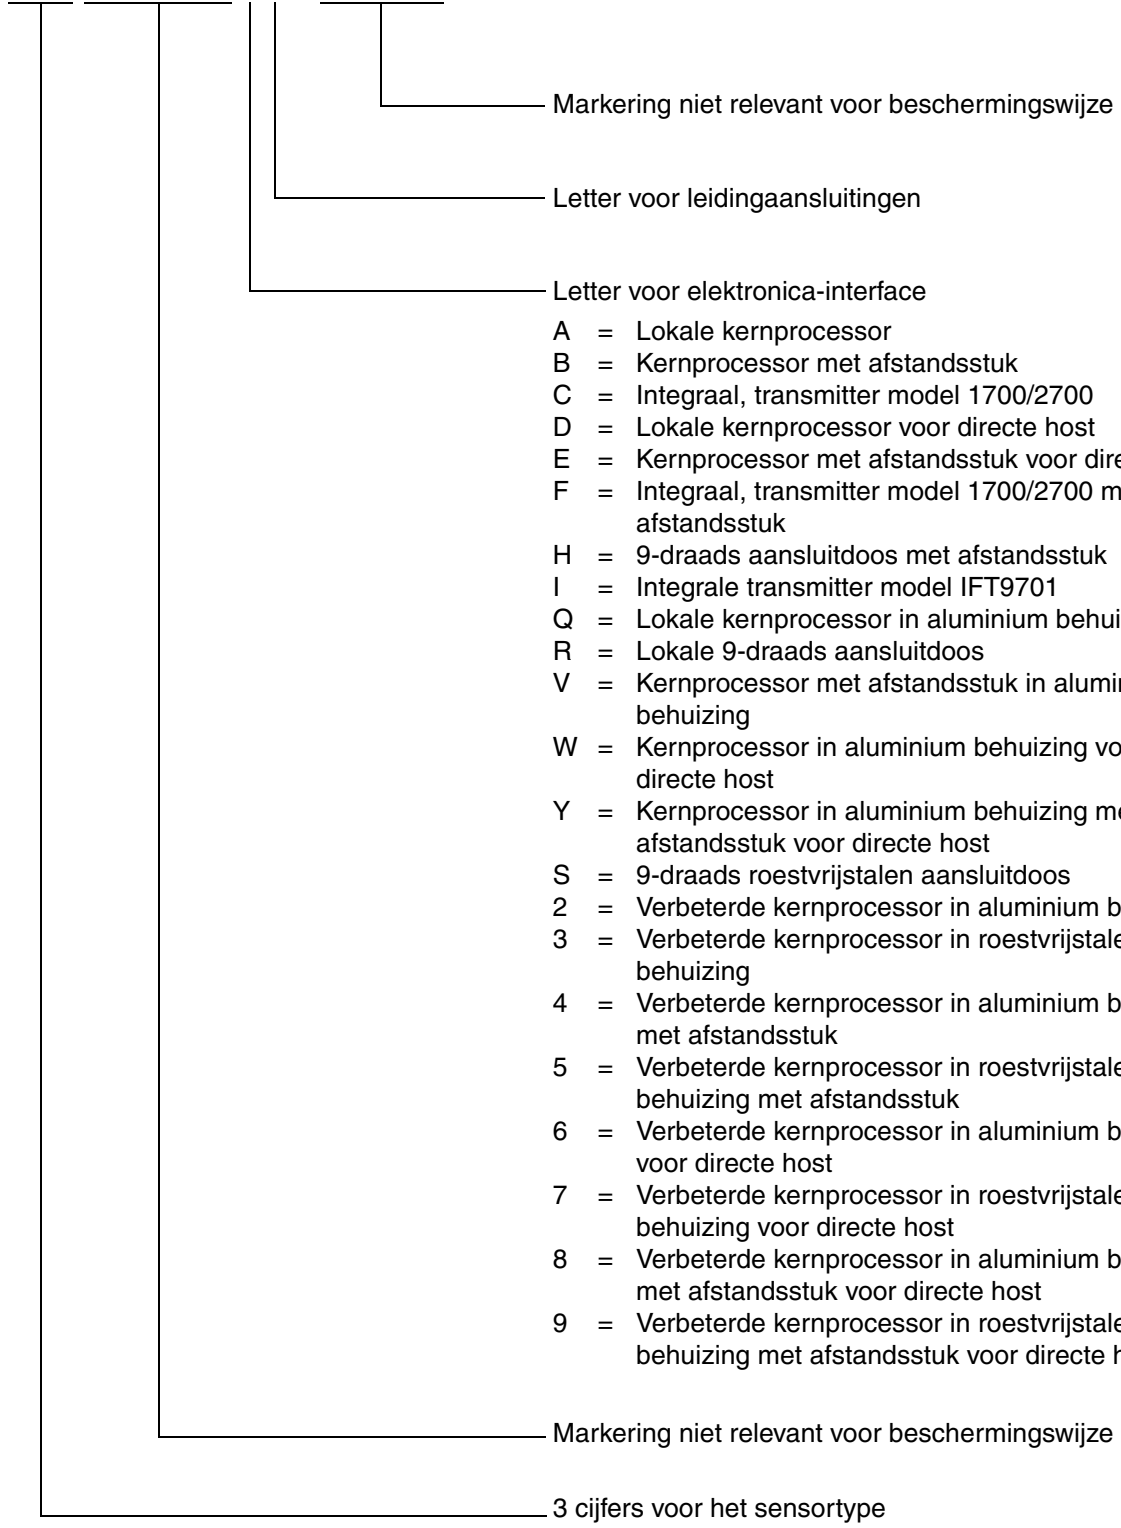 Markering niet relevant voor beschermingswijze
Letter voor leidingaansluitingen
Letter voor elektronica-interface
A = Lokale kernprocessor
B = Kernprocessor met afstandsstuk
C = Integraal, transmitter model 1700/2700
D = Lokale kernprocessor voor directe host
E = Kernprocessor met afstandsstuk voor dire
F = Integraal, transmitter model 1700/2700 m
afstandsstuk
H = 9-draads aansluitdoos met afstandsstuk
I = Integrale transmitter model IFT9701
Q = Lokale kernprocessor in aluminium behui
R = Lokale 9-draads aansluitdoos
V = Kernprocessor met afstandsstuk in alumi
behuizing
W = Kernprocessor in aluminium behuizing vo
directe host
Y = Kernprocessor in aluminium behuizing me
afstandsstuk voor directe host
S = 9-draads roestvrijstalen aansluitdoos
2 = Verbeterde kernprocessor in aluminium b
3 = Verbeterde kernprocessor in roestvrijstale
behuizing
4 = Verbeterde kernprocessor in aluminium b
met afstandsstuk
5 = Verbeterde kernprocessor in roestvrijstale
behuizing met afstandsstuk
6 = Verbeterde kernprocessor in aluminium b
voor directe host
7 = Verbeterde kernprocessor in roestvrijstale
behuizing voor directe host
8 = Verbeterde kernprocessor in aluminium b
met afstandsstuk voor directe host
9 = Verbeterde kernprocessor in roestvrijstale
behuizing met afstandsstuk voor directe h
Markering niet relevant voor beschermingswijze
3 cijfers voor het sensortype